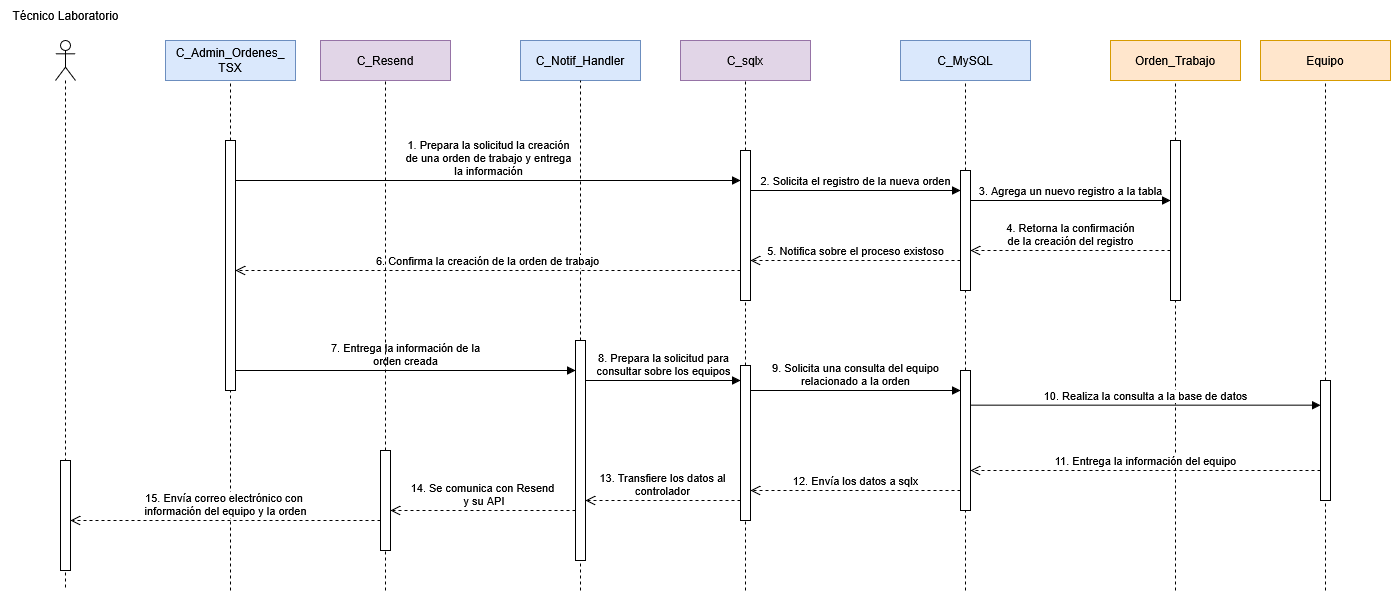 Técnico Laboratorio
C_Admin_Ordenes_
TSX
C_Resend
C_Notif_Handler
C_sqlx
C_MySQL
Orden_Trabajo
Equipo
1. Prepara la solicitud la creación
de una orden de trabajo y entrega
la información
2. Solicita el registro de la nueva orden
3. Agrega un nuevo registro a la tabla
4. Retorna la confirmación
de la creación del registro
5. Notifica sobre el proceso existoso
6. Confirma la creación de la orden de trabajo
7. Entrega la información de la
orden creada
8. Prepara la solicitud para
consultar sobre los equipos
9. Solicita una consulta del equipo
relacionado a la orden
10. Realiza la consulta a la base de datos
11. Entrega la información del equipo
12. Envía los datos a sqlx
13. Transfiere los datos al
controlador
14. Se comunica con Resend
y su API
15. Envía correo electrónico con
información del equipo y la orden